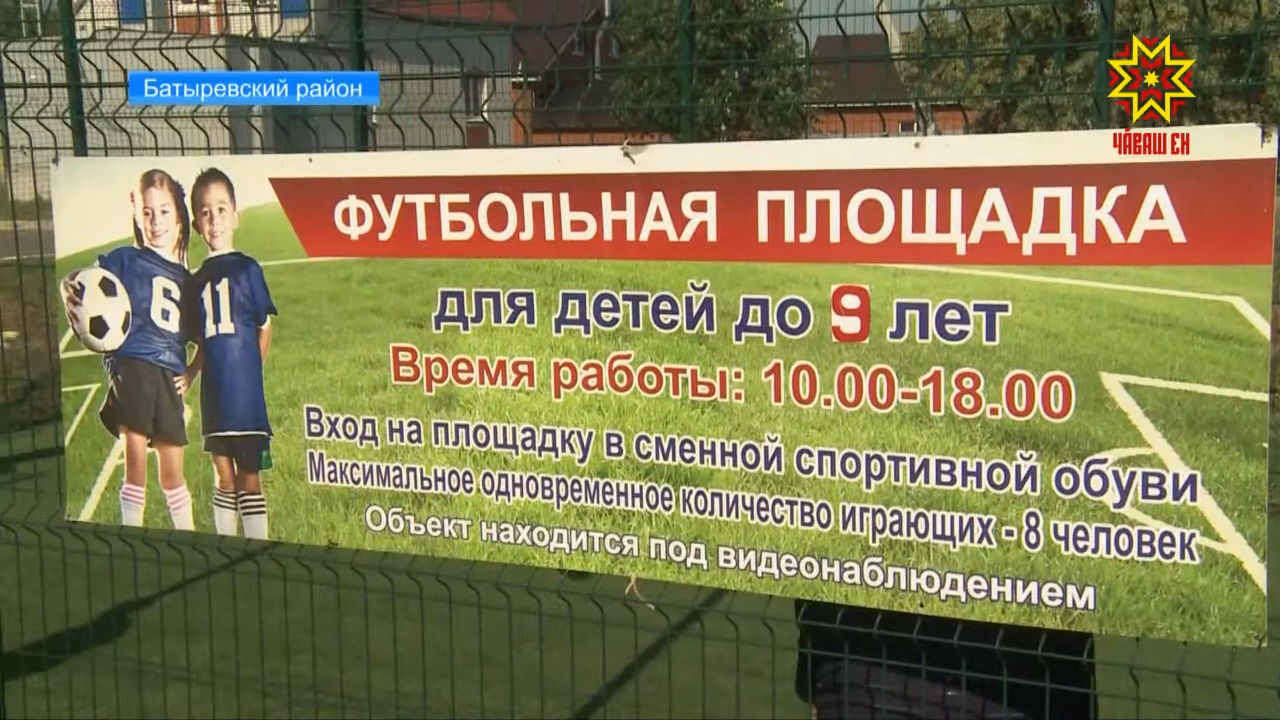 Батыревский район
ЧӐВАШ ЕН
ФУТБОЛЬНАЯ ПЛОЩАДКА
для детей до 9 лет
Время работы: 10.00-18.00
Вход на площадку в сменной спортивной обуви
Максимальное одновременное количество играющих - 8 человек
Объект находится под видеонаблюдением
6
11